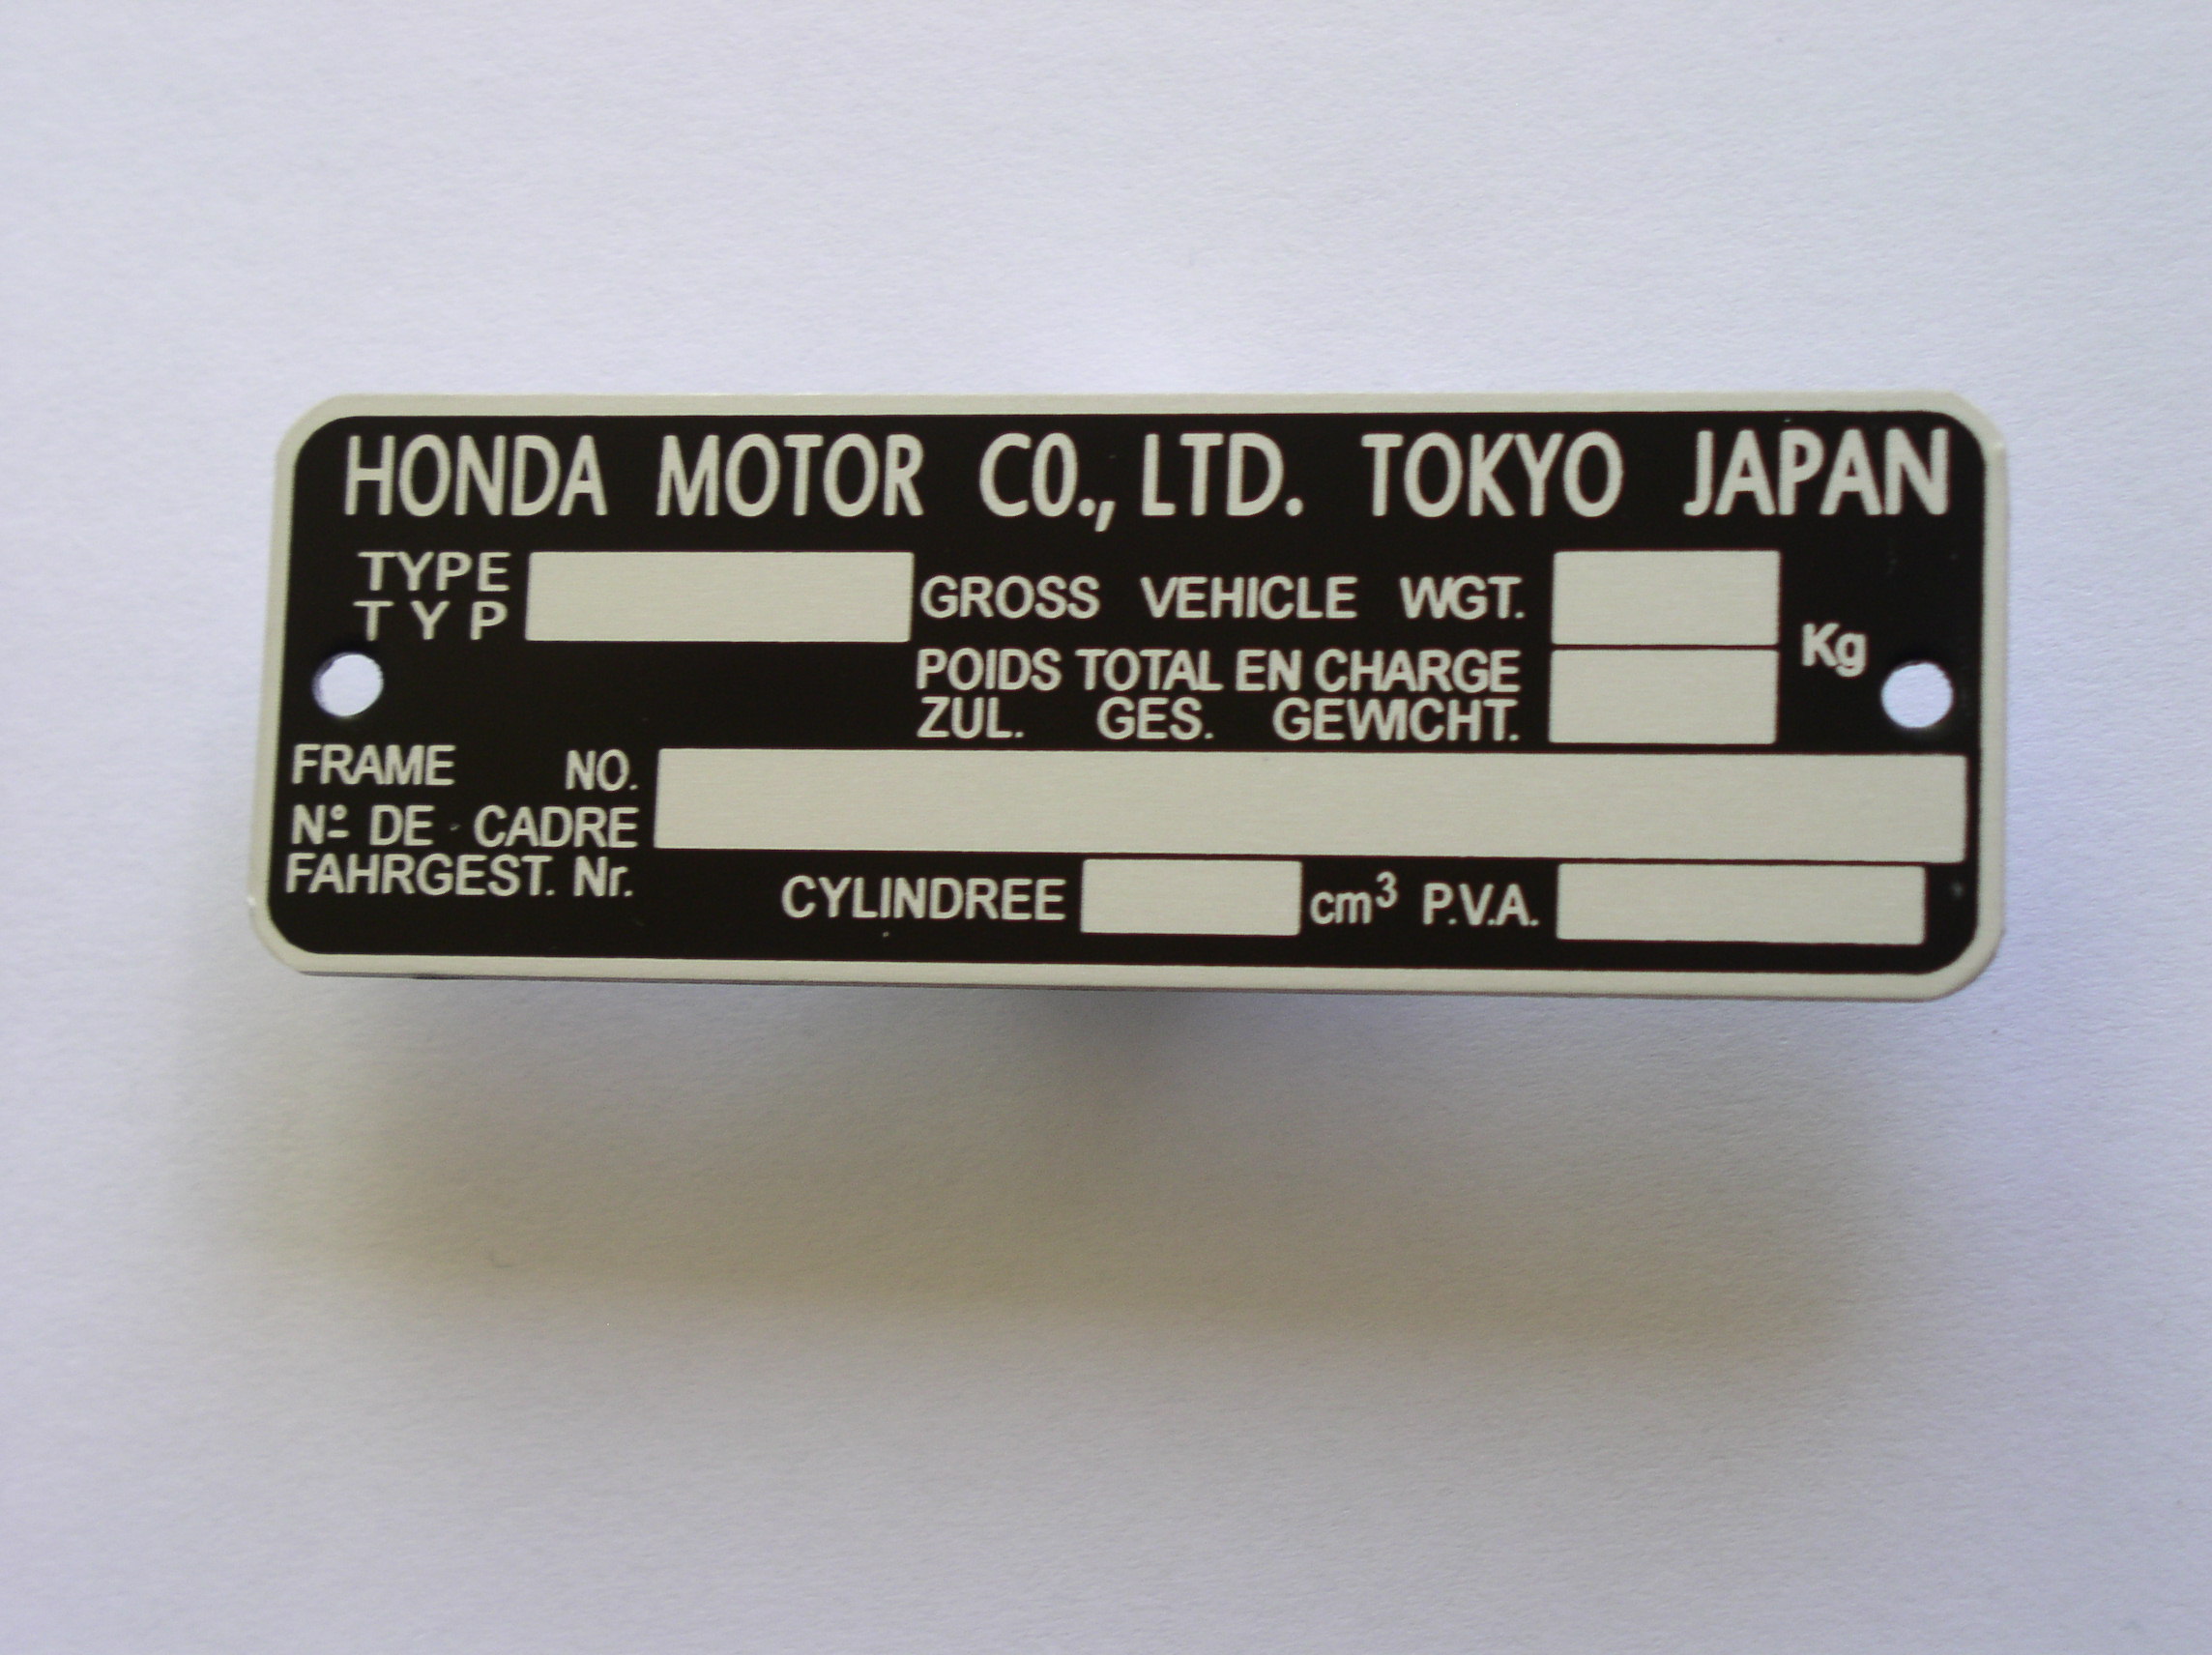 HONDA MOTOR CO., LTD. TOKYO JAPAN
TYPE
TYP
GROSS VEHICLE WGT.
POIDS TOTAL EN CHARGE
ZUL. GES. GEWICHT.
Kg
FRAME NO.
Nº DE CADRE
FAHRGEST. Nr.
CYLINDREE cm³ P.V.A.